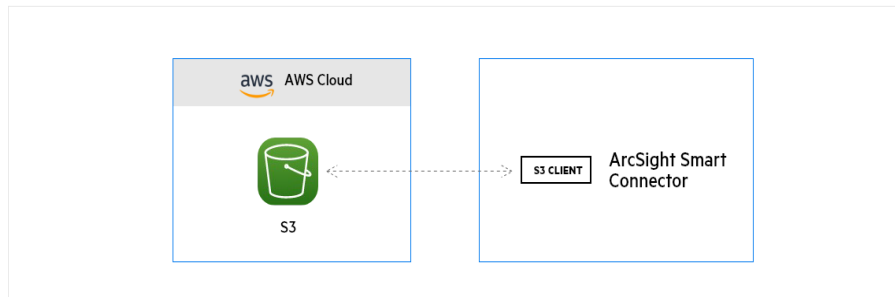 aws AWS Cloud
S3
S3 CLIENT
ArcSight Smart
Connector